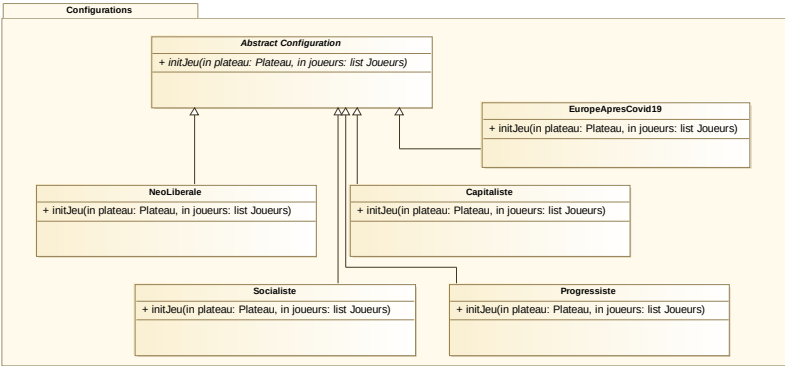 Configurations
Abstract Configuration
+ initJeu(in plateau: Plateau, in joueurs: list Joueurs)
EuropeApresCovid19
+ initJeu(in plateau: Plateau, in joueurs: list Joueurs)
NeoLiberale
+ initJeu(in plateau: Plateau, in joueurs: list Joueurs)
Capitaliste
+ initJeu(in plateau: Plateau, in joueurs: list Joueurs)
Socialiste
+ initJeu(in plateau: Plateau, in joueurs: list Joueurs)
Progressiste
+ initJeu(in plateau: Plateau, in joueurs: list Joueurs)